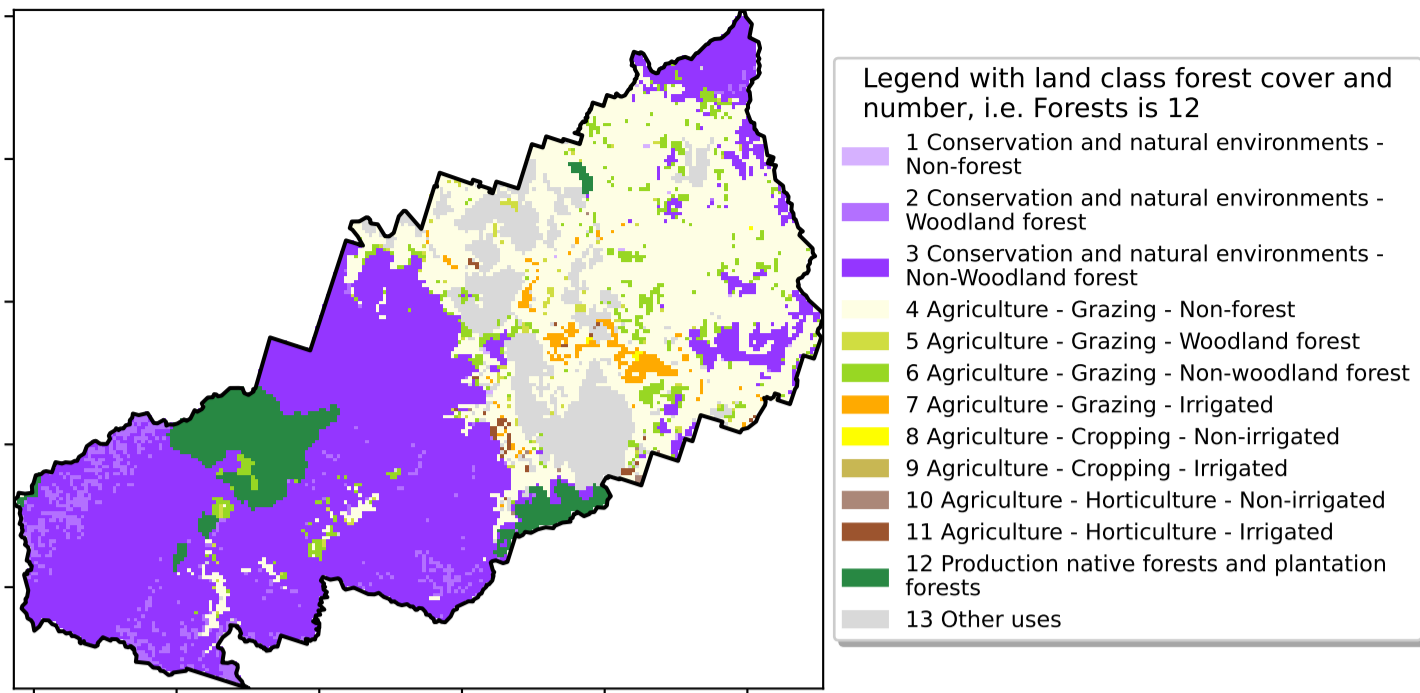 Legend with land class forest cover and
number, i.e. Forests is 12
1 Conservation and natural environments -
Non-forest
2 Conservation and natural environments -
Woodland forest
3 Conservation and natural environments -
Non-Woodland forest
4 Agriculture - Grazing - Non-forest
5 Agriculture - Grazing - Woodland forest
6 Agriculture - Grazing - Non-woodland forest
7 Agriculture - Grazing - Irrigated
8 Agriculture - Cropping - Non-irrigated
9 Agriculture - Cropping - Irrigated
10 Agriculture - Horticulture - Non-irrigated
11 Agriculture - Horticulture - Irrigated
12 Production native forests and plantation
forests
13 Other uses